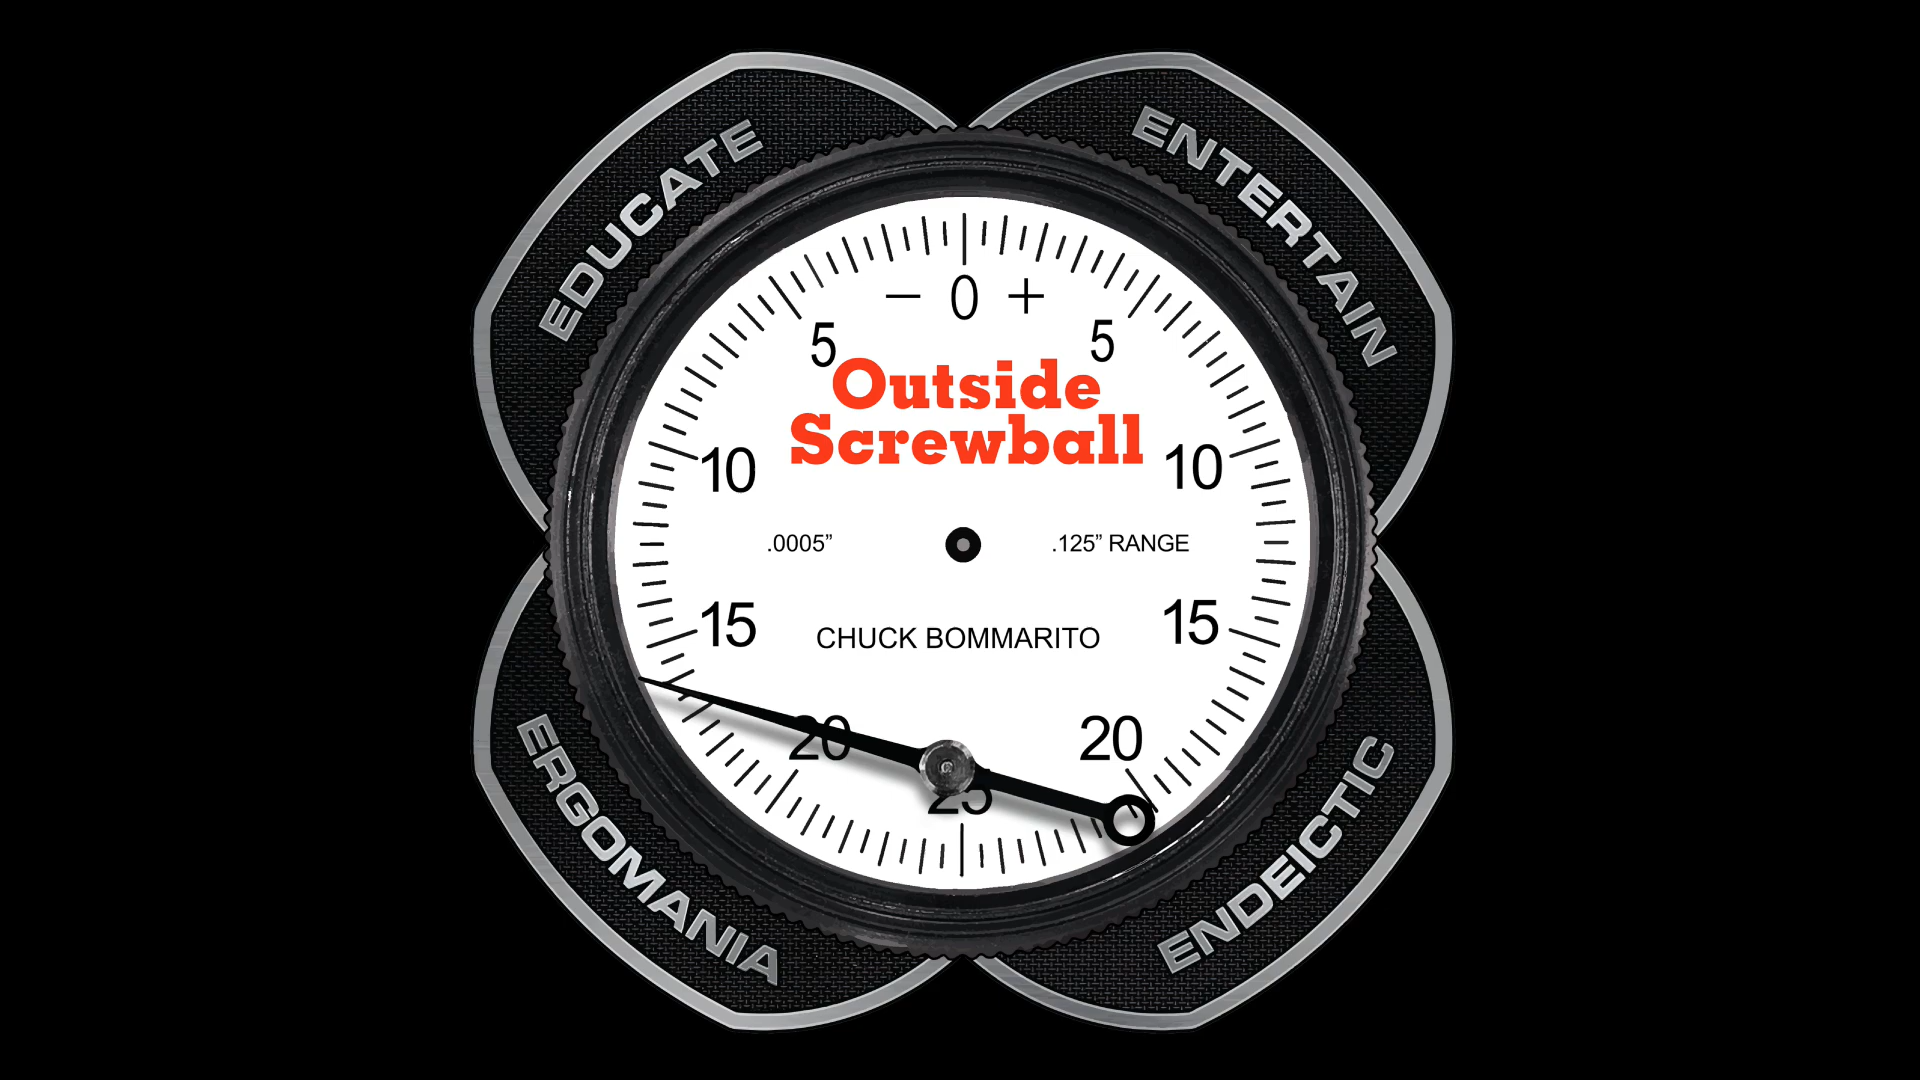 EDUCATE
ENTERTAIN
− 0 +
5 5
Outside
Screwball
10 10
.0005” .125” RANGE
15 15
CHUCK BOMMARITO
20 20
25
ERGOMANIA
ENDEICTIC